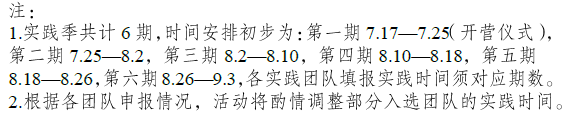 注：
1.实践季共计6期，时间安排初步为：第一期7.17—7.25（开营仪式），
第二期7.25—8.2，第三期8.2—8.10，第四期8.10—8.18，第五期
8.18—8.26，第六期8.26—9.3，各实践团队填报实践时间须对应期数。
2.根据各团队申报情况，活动将酌情调整部分入选团队的实践时间。